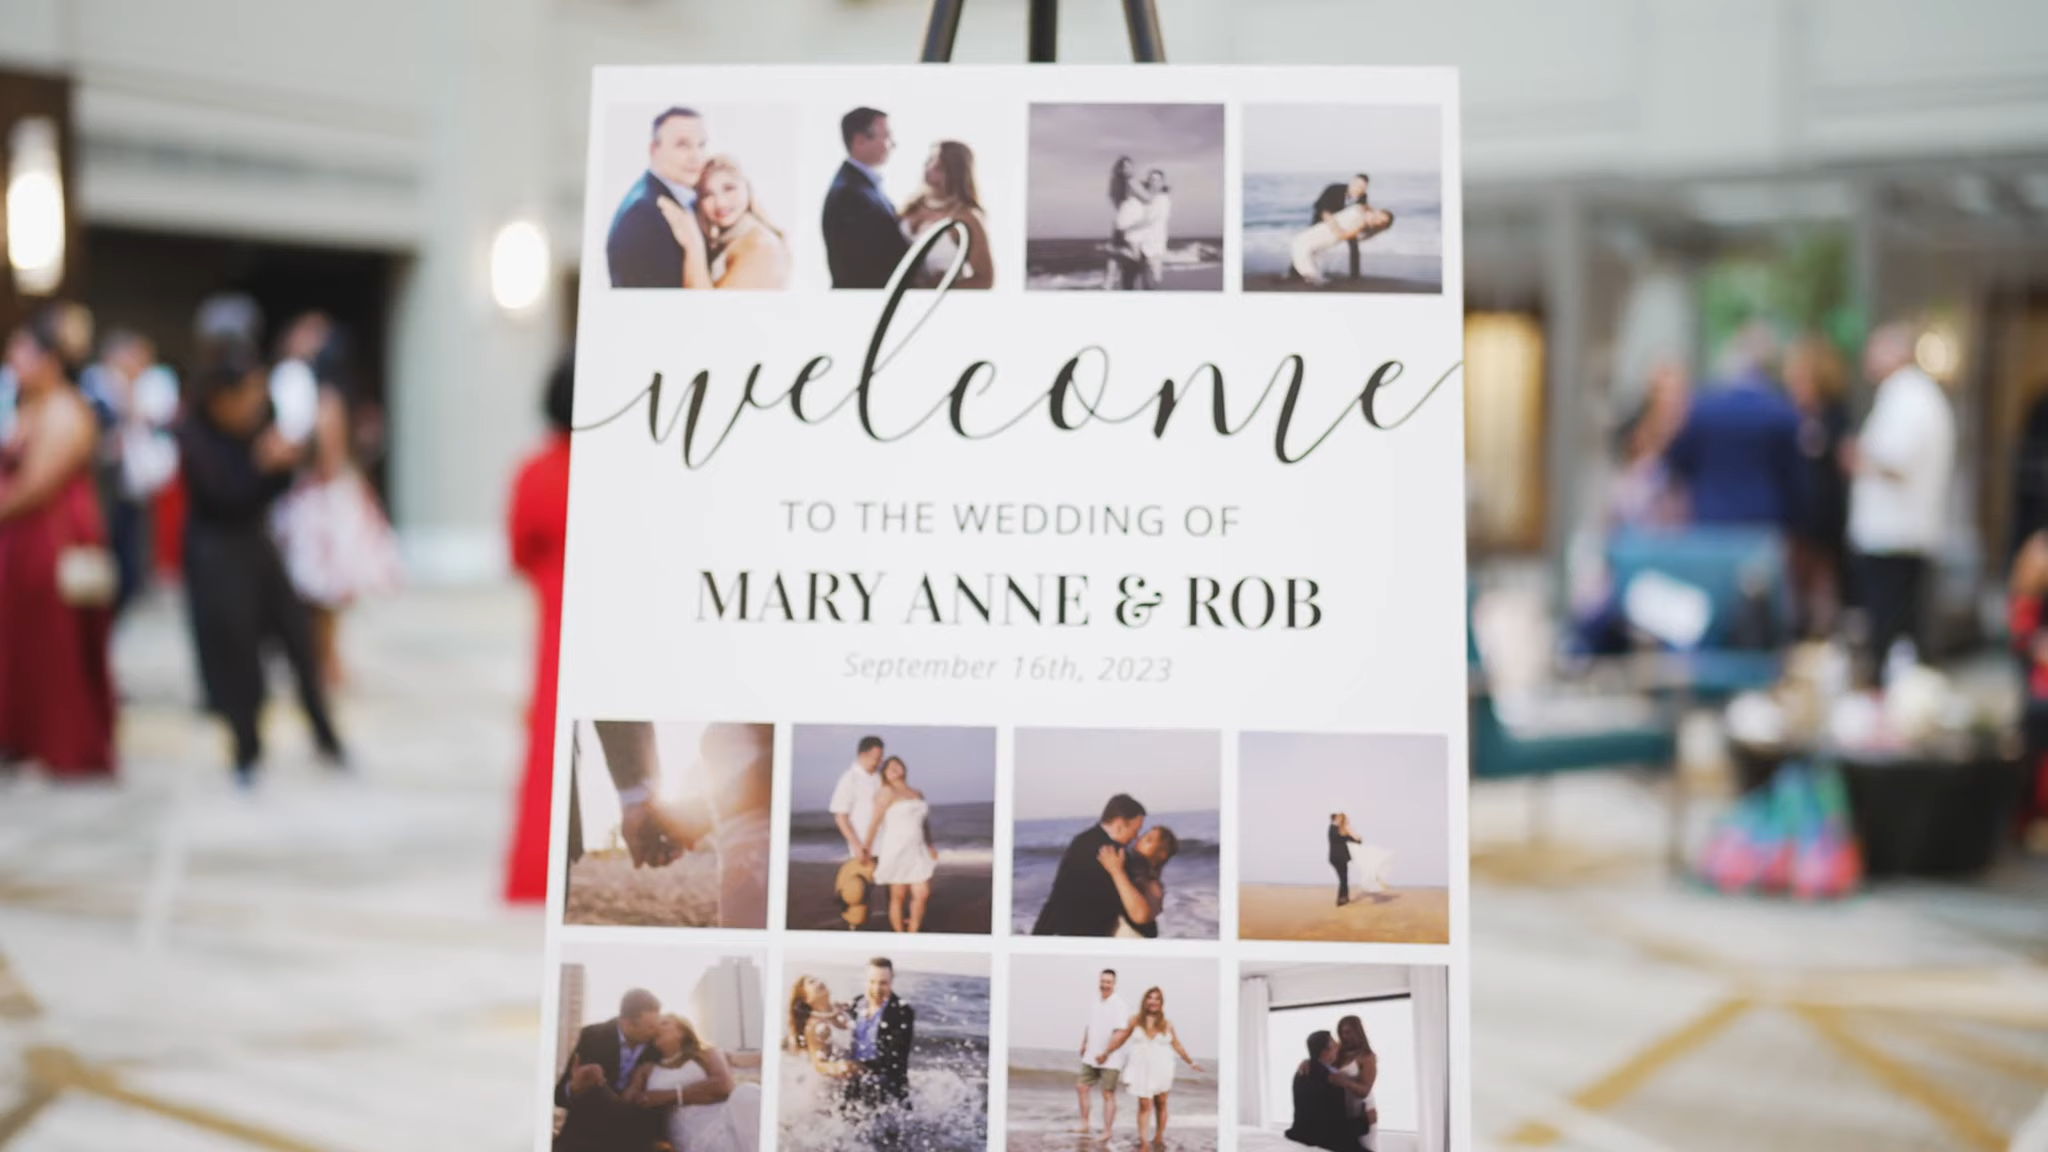 welcome
TO THE WEDDING OF
MARY ANNE & ROB
September 16th, 2023